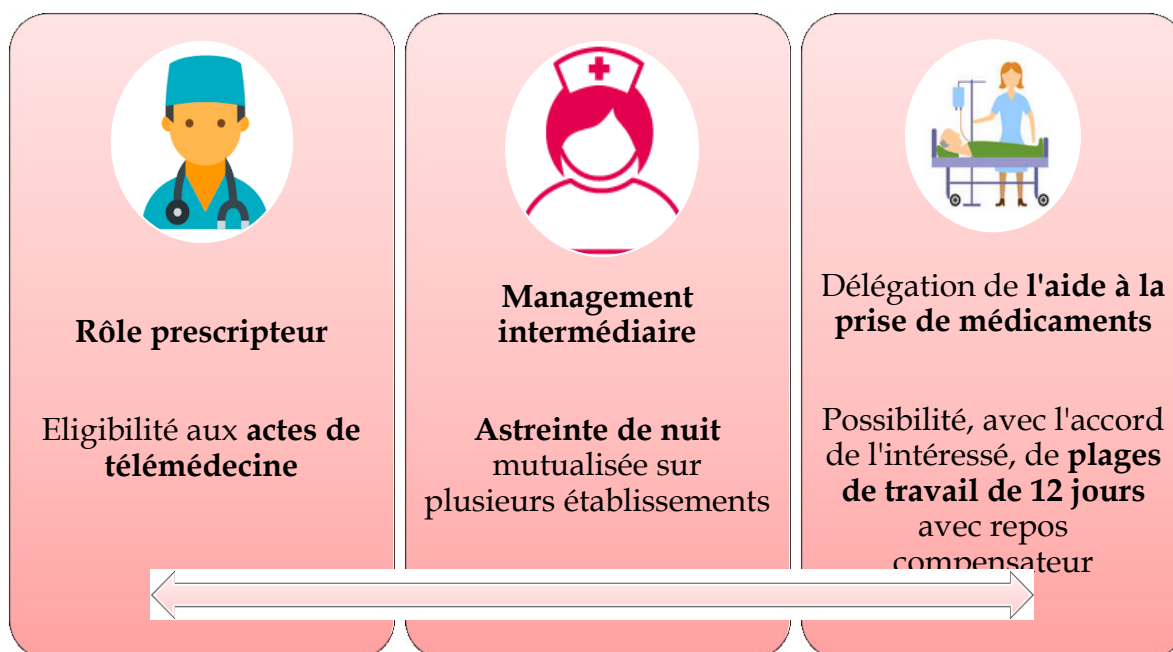 Rôle prescripteur
Eligibilité aux actes de
télémédecine
Management
intermédiaire
Astreinte de nuit
mutualisée sur
plusieurs établissements
Délégation de l'aide à la
prise de médicaments
Possibilité, avec l'accord
de l'intéressé, de plages
de travail de 12 jours
avec repos
compensateur